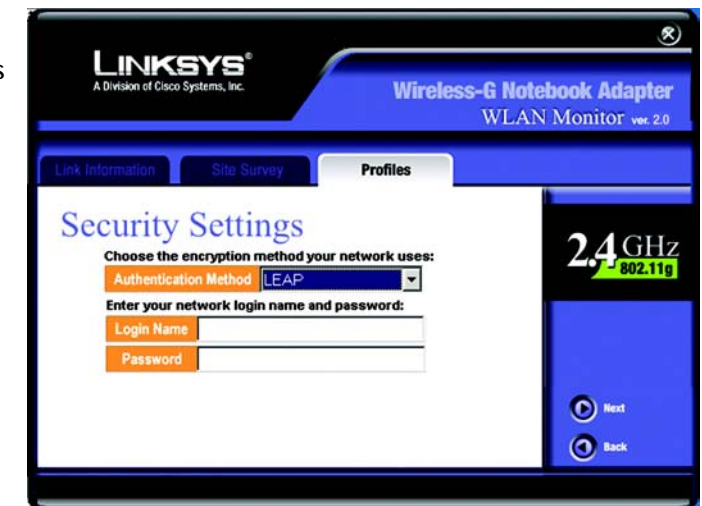 s
LINKSYS®
A Division of Cisco Systems, Inc.
Wireless-G Notebook Adapter
WLAN Monitor ver. 2.0
Link Information Site Survey Profiles
Security Settings
Choose the encryption method your network uses:
Authentication Method LEAP
Enter your network login name and password:
Login Name
Password
2.4GHz
802.11g
Next
Back